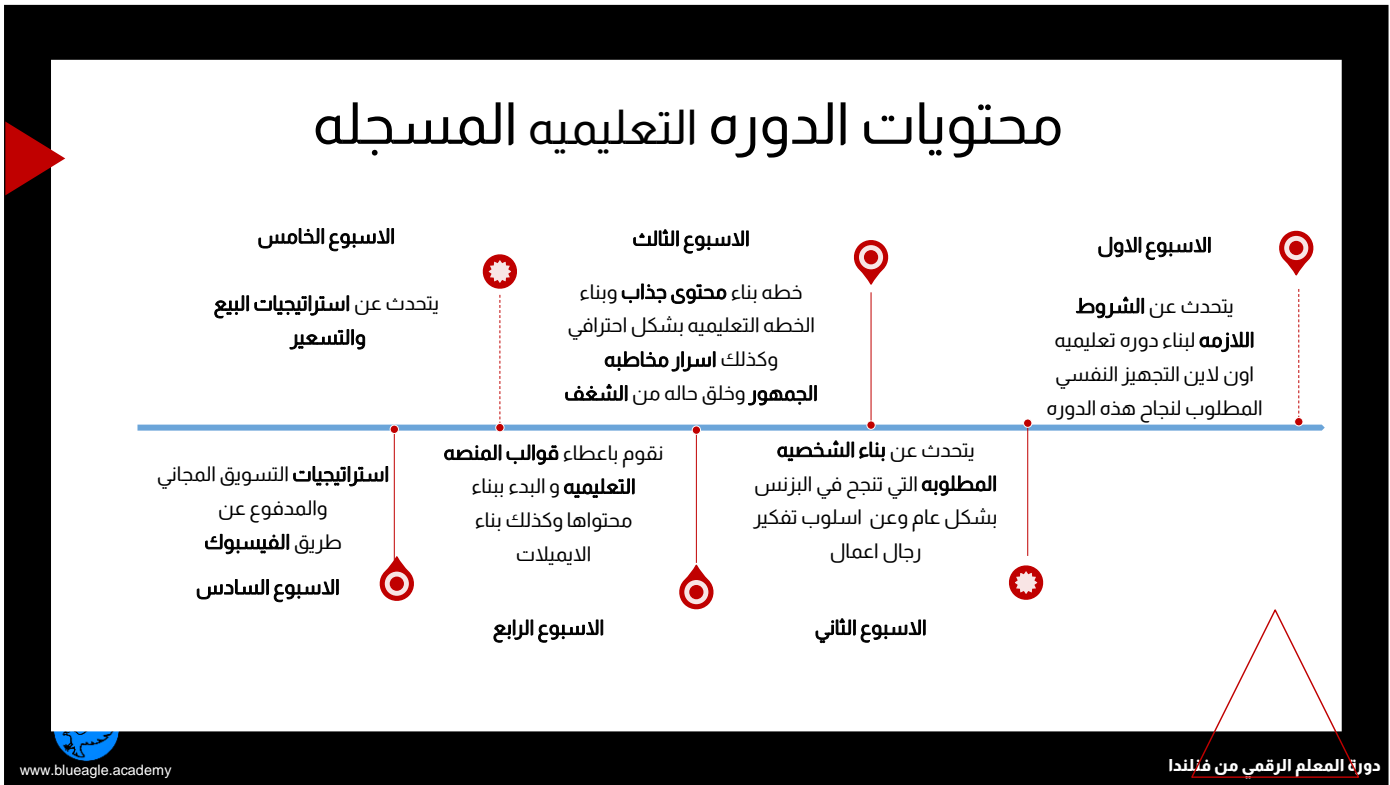 محتويات الدوره التعليميه المسجله
الاسبوع الاول
يتحدث عن الشروط
اللازمه لبناء دوره تعليميه
اون لاين التجهيز النفسي
المطلوب لنجاح هذه الدوره
يتحدث عن بناء الشخصيه
المطلوبه التي تنجح في البزنس
بشكل عام وعن اسلوب تفكير
رجال اعمال
الاسبوع الثاني
الاسبوع الثالث
خطه بناء محتوى جذاب وبناء
الخطه التعليميه بشكل احترافي
وكذلك اسرار مخاطبه
الجمهور وخلق حاله من الشغف
نقوم باعطاء قوالب المنصه
التعليميه و البدء ببناء
محتواها وكذلك بناء
الايميلات
الاسبوع الرابع
الاسبوع الخامس
يتحدث عن استراتيجيات البيع
والتسعير
استراتيجيات التسويق المجاني
والمدفوع عن
طريق الفيسبوك
الاسبوع السادس
دورة المعلم الرقمي من فنلندا
www.blueagle.academy